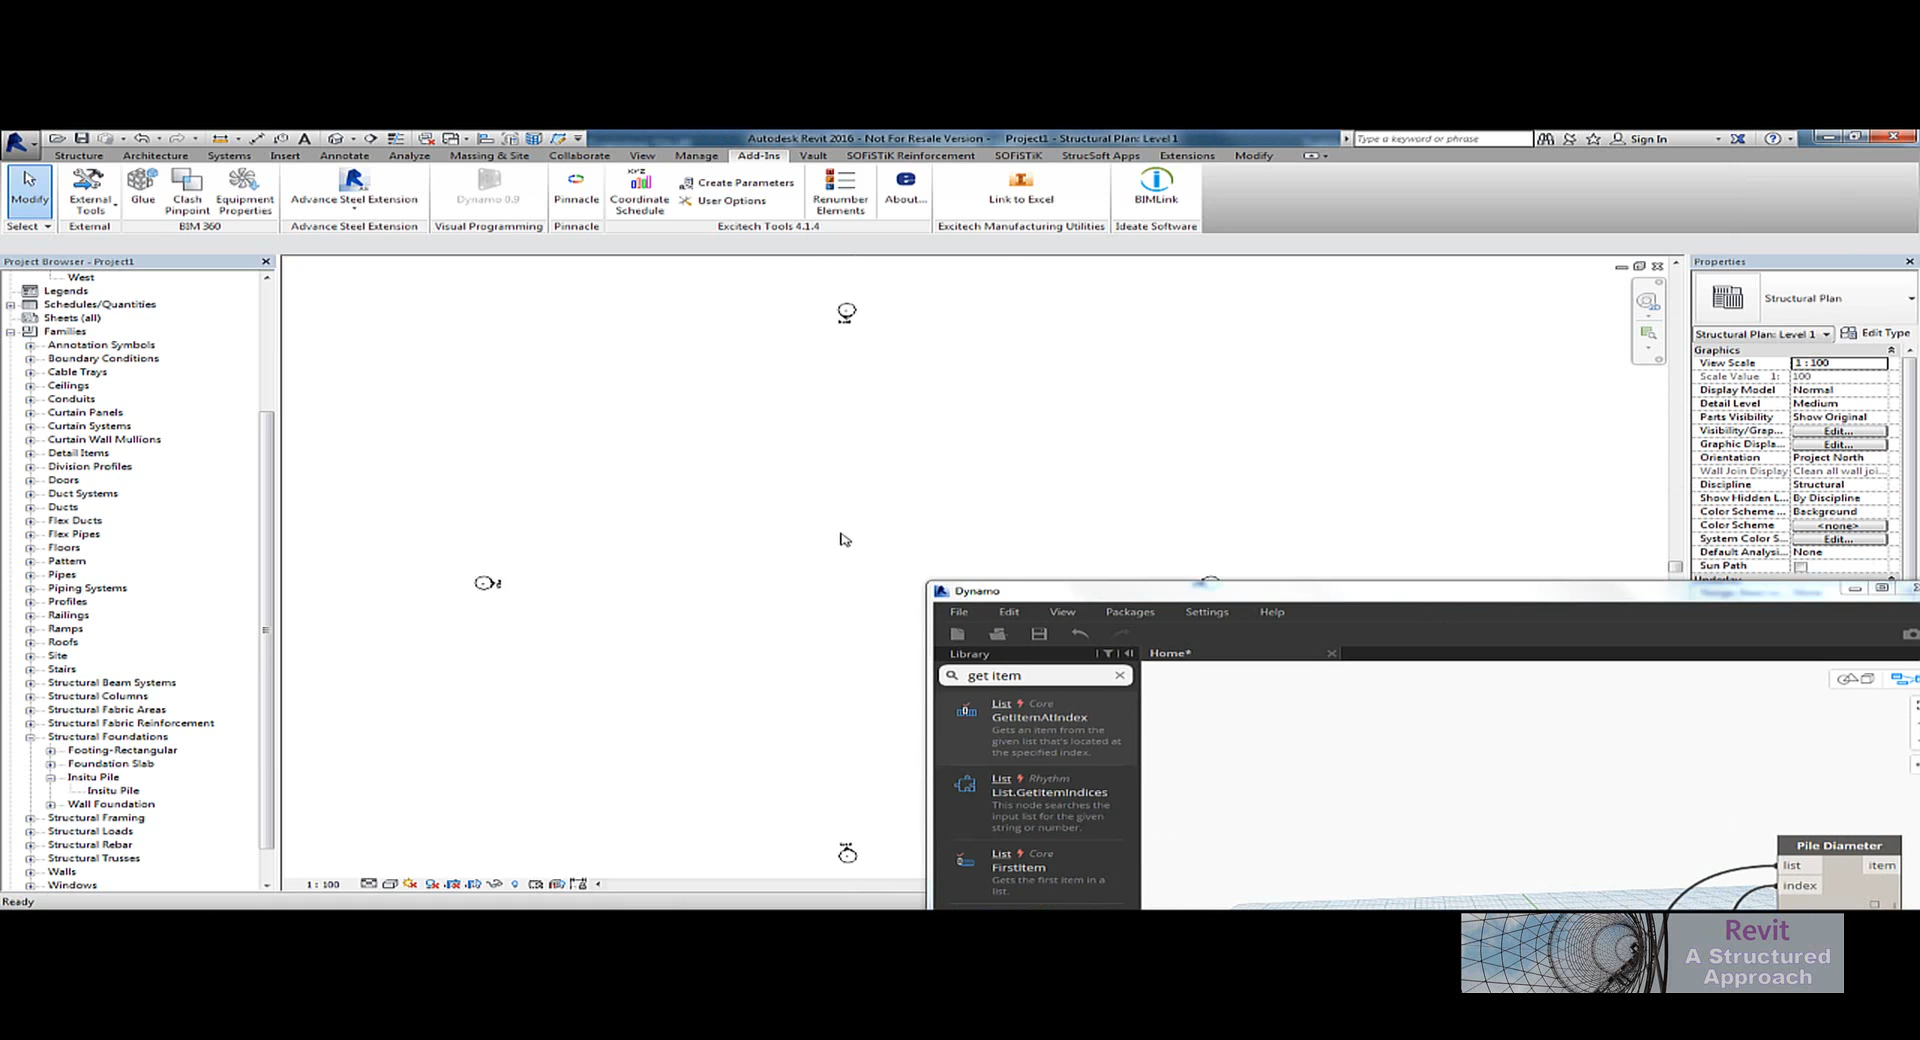 Autodesk Revit 2016 - Not For Resale Version - Project1 - Structural Plan: Level 1
Type a keyword or phrase
Sign In
Structure Architecture Systems Insert Annotate Analyze Massing & Site Collaborate View Manage Add-Ins Vault SOFiSTiK Reinforcement SOFiSTiK StrucSoft Apps Extensions Modify
Modify
External
Tools
Glue
Clash
Pinpoint
Equipment
Properties
Advance Steel Extension
Dynamo 0.9
Pinnacle
Coordinate
Schedule
Create Parameters
User Options
Renumber
Elements
About...
Link to Excel
BIMLink
Select External BIM 360 Advance Steel Extension Visual Programming Pinnacle Excitech Tools 4.1.4 Excitech Manufacturing Utilities Ideate Software
Project Browser - Project1
West
Legends
Schedules/Quantities
Sheets (all)
Families
Annotation Symbols
Boundary Conditions
Cable Trays
Ceilings
Conduits
Curtain Panels
Curtain Systems
Curtain Wall Mullions
Detail Items
Division Profiles
Doors
Duct Systems
Ducts
Flex Ducts
Flex Pipes
Floors
Pattern
Pipes
Piping Systems
Profiles
Railings
Ramps
Roofs
Site
Stairs
Structural Beam Systems
Structural Columns
Structural Fabric Areas
Structural Fabric Reinforcement
Structural Foundations
Footing-Rectangular
Foundation Slab
Insitu Pile
Insitu Pile
Wall Foundation
Structural Framing
Structural Loads
Structural Rebar
Structural Trusses
Walls
Windows
1 : 100
Ready
Properties
Structural Plan
Structural Plan: Level 1 Edit Type
Graphics
View Scale 1 : 100
Scale Value 1: 100
Display Model Normal
Detail Level Medium
Parts Visibility Show Original
Visibility/Grap... Edit...
Graphic Displa... Edit...
Orientation Project North
Wall Join Display Clean all wall joi...
Discipline Structural
Show Hidden L... By Discipline
Color Scheme ... Background
Color Scheme <none>
System Color S... Edit...
Default Analysi... None
Sun Path
Dynamo
File Edit View Packages Settings Help
Library
Home*
get item
List Core
GetItemAtIndex
Gets an item from the
given list that's located at
the specified index.
List Rhythm
List.GetItemIndices
This node searches the
input list for the given
string or number.
List Core
FirstItem
Gets the first item in a
list.
Pile Diameter
list item
index
Revit
A Structured
Approach